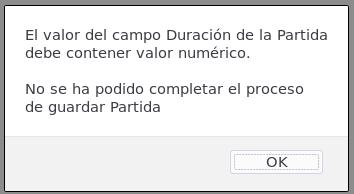 El valor del campo Duración de la Partida
debe contener valor numérico.
No se ha podido completar el proceso
de guardar Partida
OK